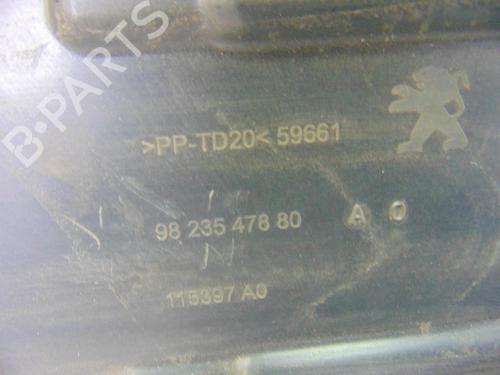 B-PARTS
>PP-TD20< 59661
98 235 478 80 A 0
115397 A0